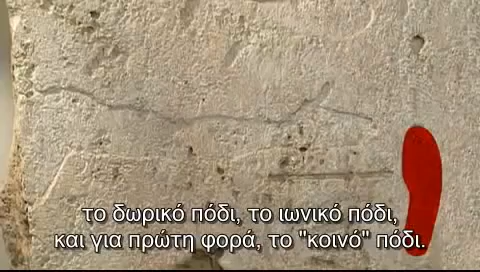 το δωρικό πόδι, το ιωνικό πόδι,
και για πρώτη φορά, το "κοινό" πόδι.